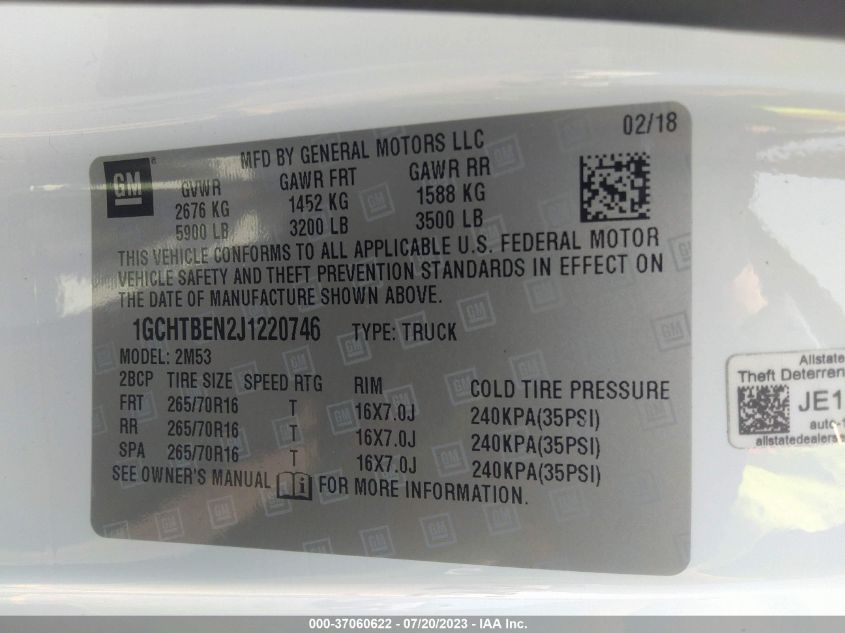 02/18
GM ®
MFD BY GENERAL MOTORS LLC
GVWR GAWR FRT GAWR RR
2676 KG 1452 KG 1588 KG
5900 LB 3200 LB 3500 LB
THIS VEHICLE CONFORMS TO ALL APPLICABLE U.S. FEDERAL MOTOR
VEHICLE SAFETY AND THEFT PREVENTION STANDARDS IN EFFECT ON
THE DATE OF MANUFACTURE SHOWN ABOVE.
1GCHTBEN2J1220746 TYPE: TRUCK
MODEL: 2M53
2BCP TIRE SIZE SPEED RTG RIM COLD TIRE PRESSURE
FRT 265/70R16 T 16X7.0J 240KPA(35PSI)
RR 265/70R16 T 16X7.0J 240KPA(35PSI)
SPA 265/70R16 T 16X7.0J 240KPA(35PSI)
SEE OWNER'S MANUAL FOR MORE INFORMATION.
Allstate
Theft Deterren
JE1
auto-
allstatedealerse
000-37060622 - 07/20/2023 - IAA Inc.